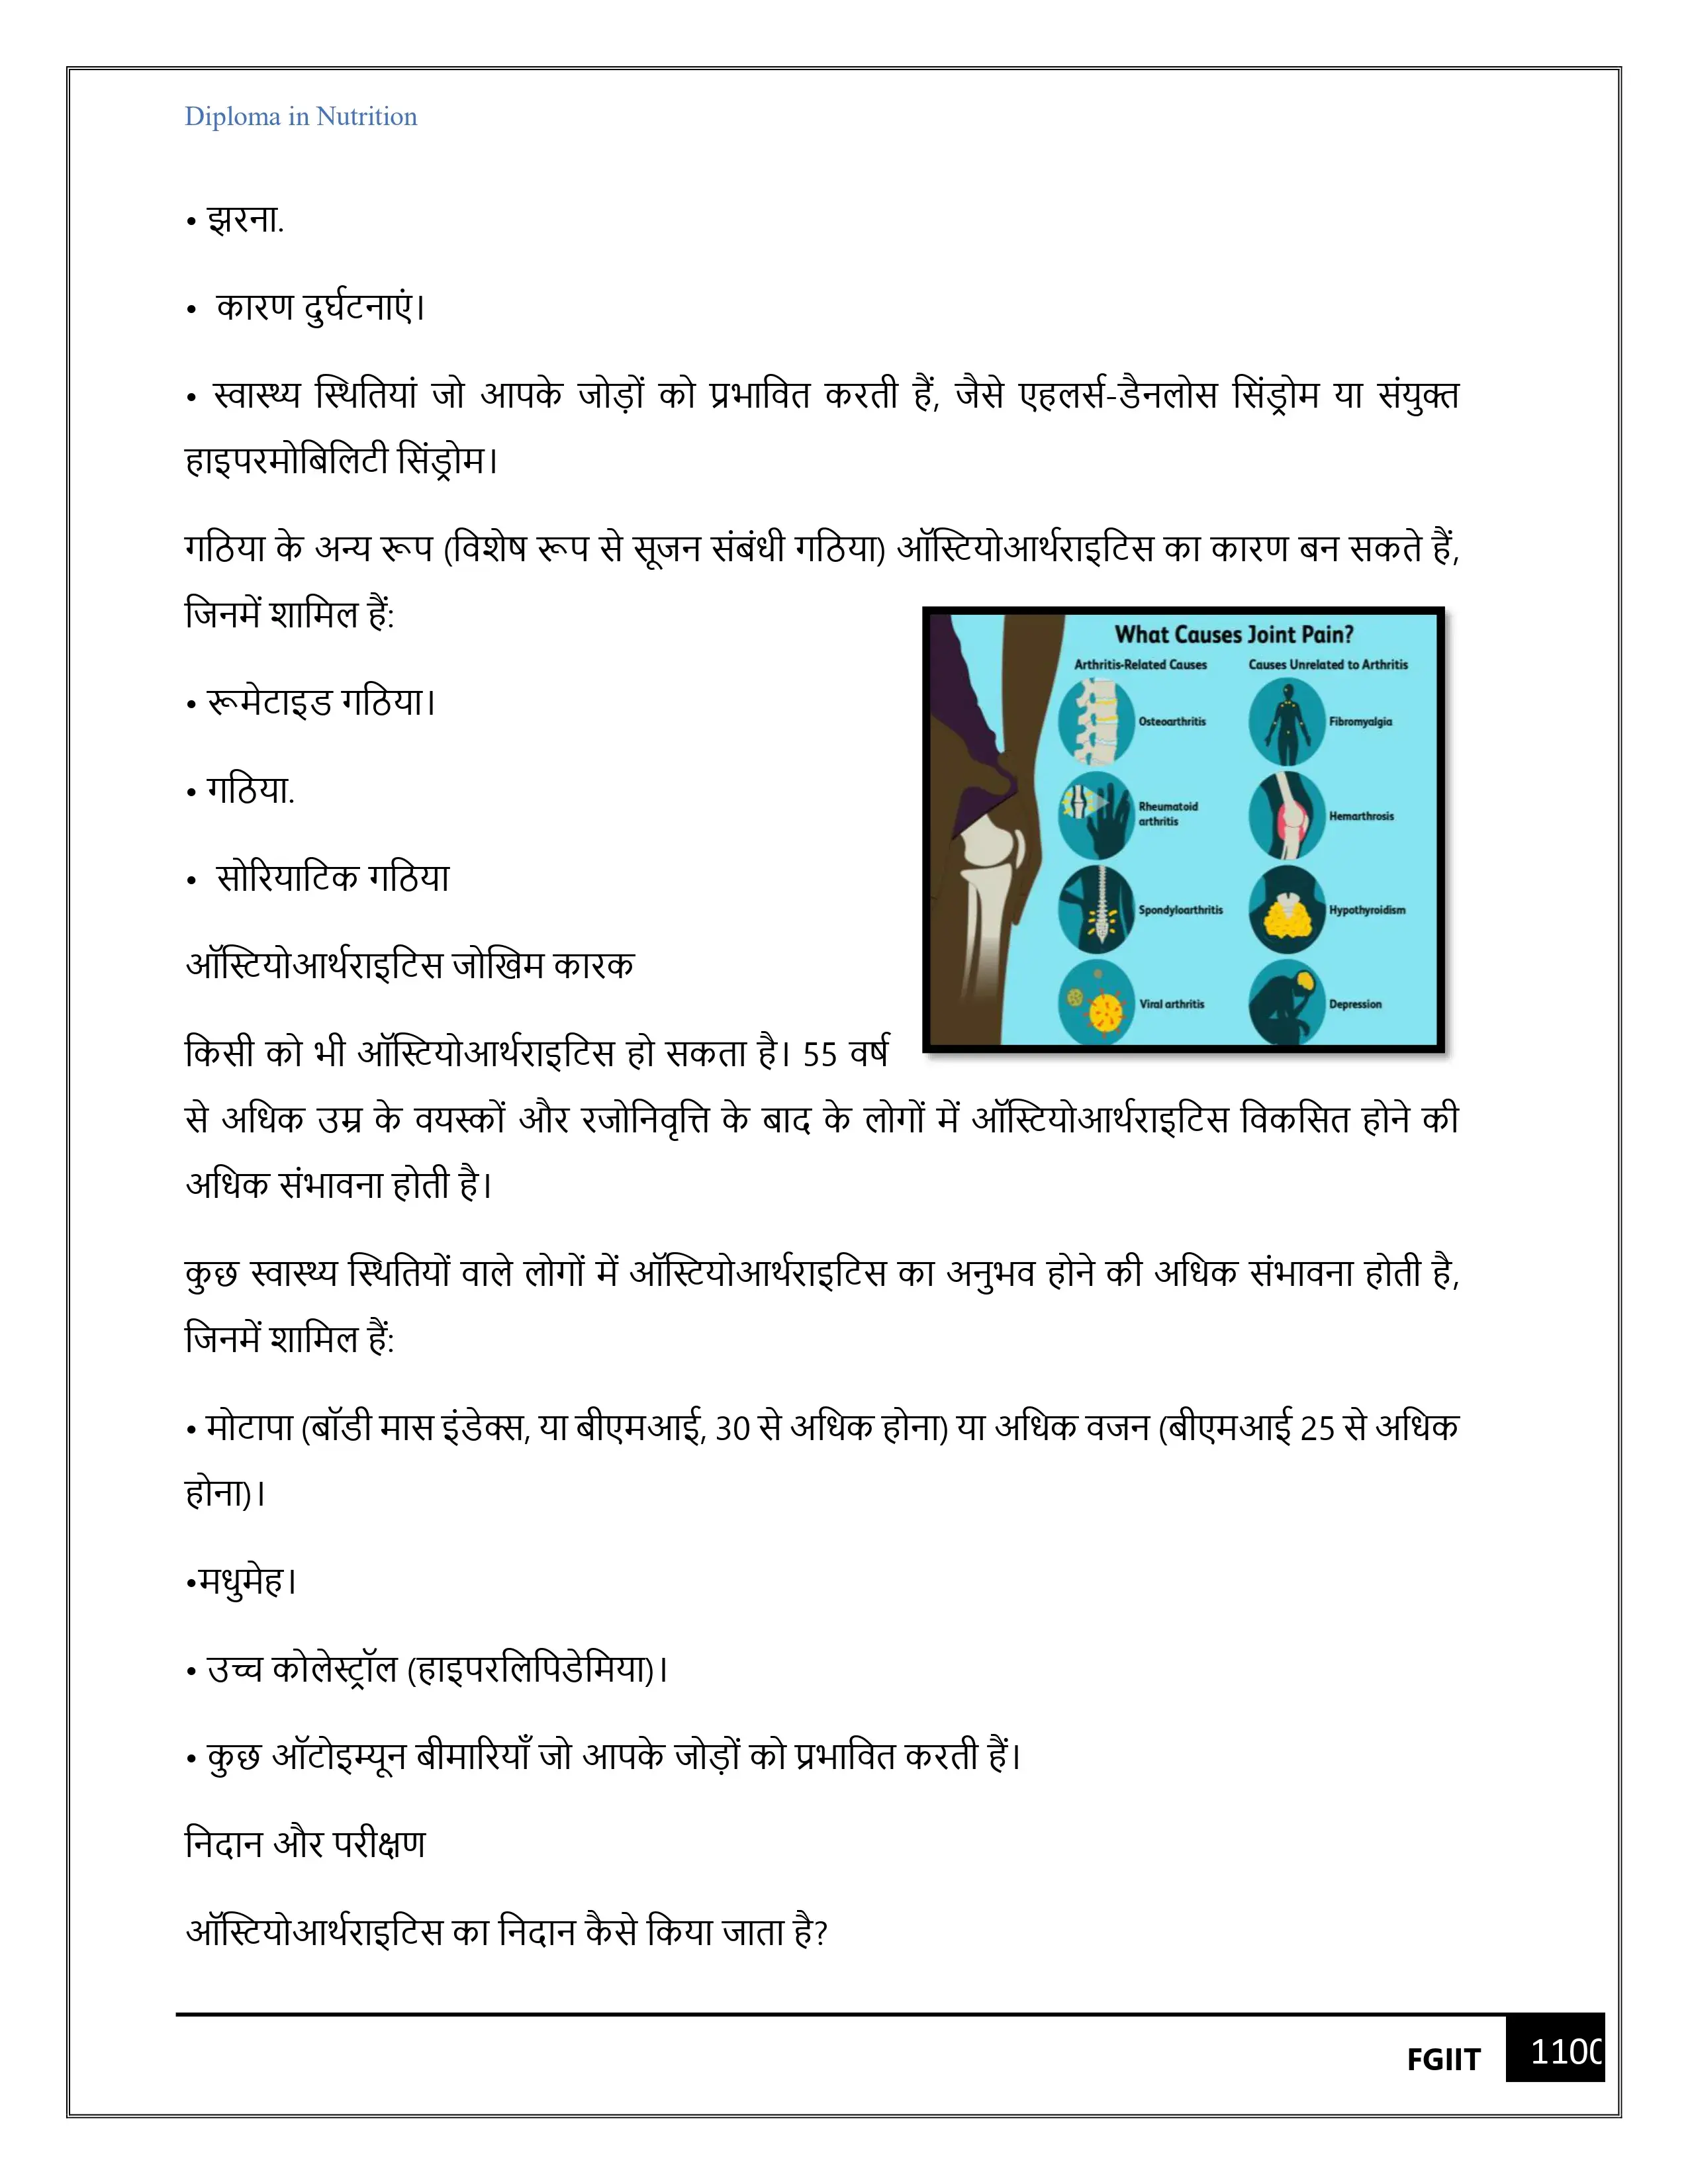 Diploma in Nutrition
• झरना.
• कारण दुर्घटनाएं।
• स्वास्थ्य स्थितियां जो आपके जोड़ों को प्रभावित करती हैं, जैसे एहलर्स-डैनलोस सिंड्रोम या संयुक्त
हाइपरमोबिलिटी सिंड्रोम।
गठिया के अन्य रूप (विशेष रूप से सूजन संबंधी गठिया) ऑस्टियोआर्थराइटिस का कारण बन सकते हैं,
जिनमें शामिल हैं:
• रूमेटाइड गठिया।
• गठिया.
• सोरियाटिक गठिया
ऑस्टियोआर्थराइटिस जोखिम कारक
What Causes Joint Pain?
Arthritis-Related Causes
Causes Unrelated to Arthritis
Osteoarthritis
Fibromyalgia
Rheumatoid
arthritis
Hemarthrosis
Spondyloarthritis
Hypothyroidism
Viral arthritis
Depression
किसी को भी ऑस्टियोआर्थराइटिस हो सकता है। 55 वर्ष
से अधिक उम्र के वयस्कों और रजोनिवृत्ति के बाद के लोगों में ऑस्टियोआर्थराइटिस विकसित होने की
अधिक संभावना होती है।
कुछ स्वास्थ्य स्थितियों वाले लोगों में ऑस्टियोआर्थराइटिस का अनुभव होने की अधिक संभावना होती है,
जिनमें शामिल हैं:
• मोटापा (बॉडी मास इंडेक्स, या बीएमआई, 30 से अधिक होना) या अधिक वजन (बीएमआई 25 से अधिक
होना)।
•मधुमेह।
• उच्च कोलेस्ट्रॉल (हाइपरलिपिडेमिया)।
• कुछ ऑटोइम्यून बीमारियाँ जो आपके जोड़ों को प्रभावित करती हैं।
निदान और परीक्षण
ऑस्टियोआर्थराइटिस का निदान कैसे किया जाता है?
FGIIT
1100